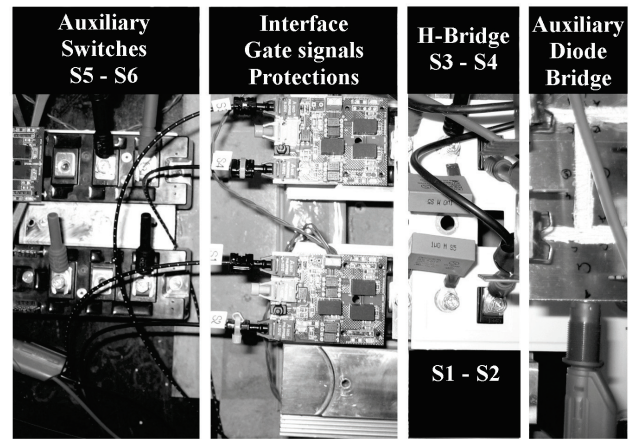 Auxiliary
Switches
S5 - S6
Interface
Gate signals
Protections
H-Bridge
S3 - S4
Auxiliary
Diode
Bridge
S1 - S2